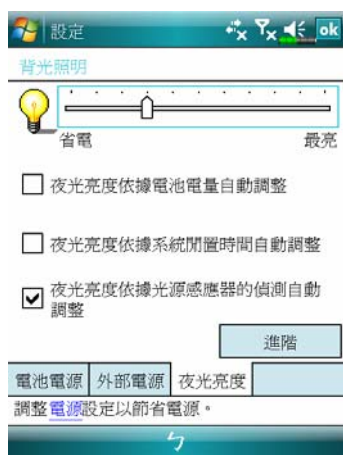 設定
ok
背光照明
省電 最亮
夜光亮度依據電池電量自動調整
夜光亮度依據系統閒置時間自動調整
夜光亮度依據光源感應器的偵測自動
調整
進階
電池電源 外部電源 夜光亮度
調整電源設定以節省電源。
ㄅ